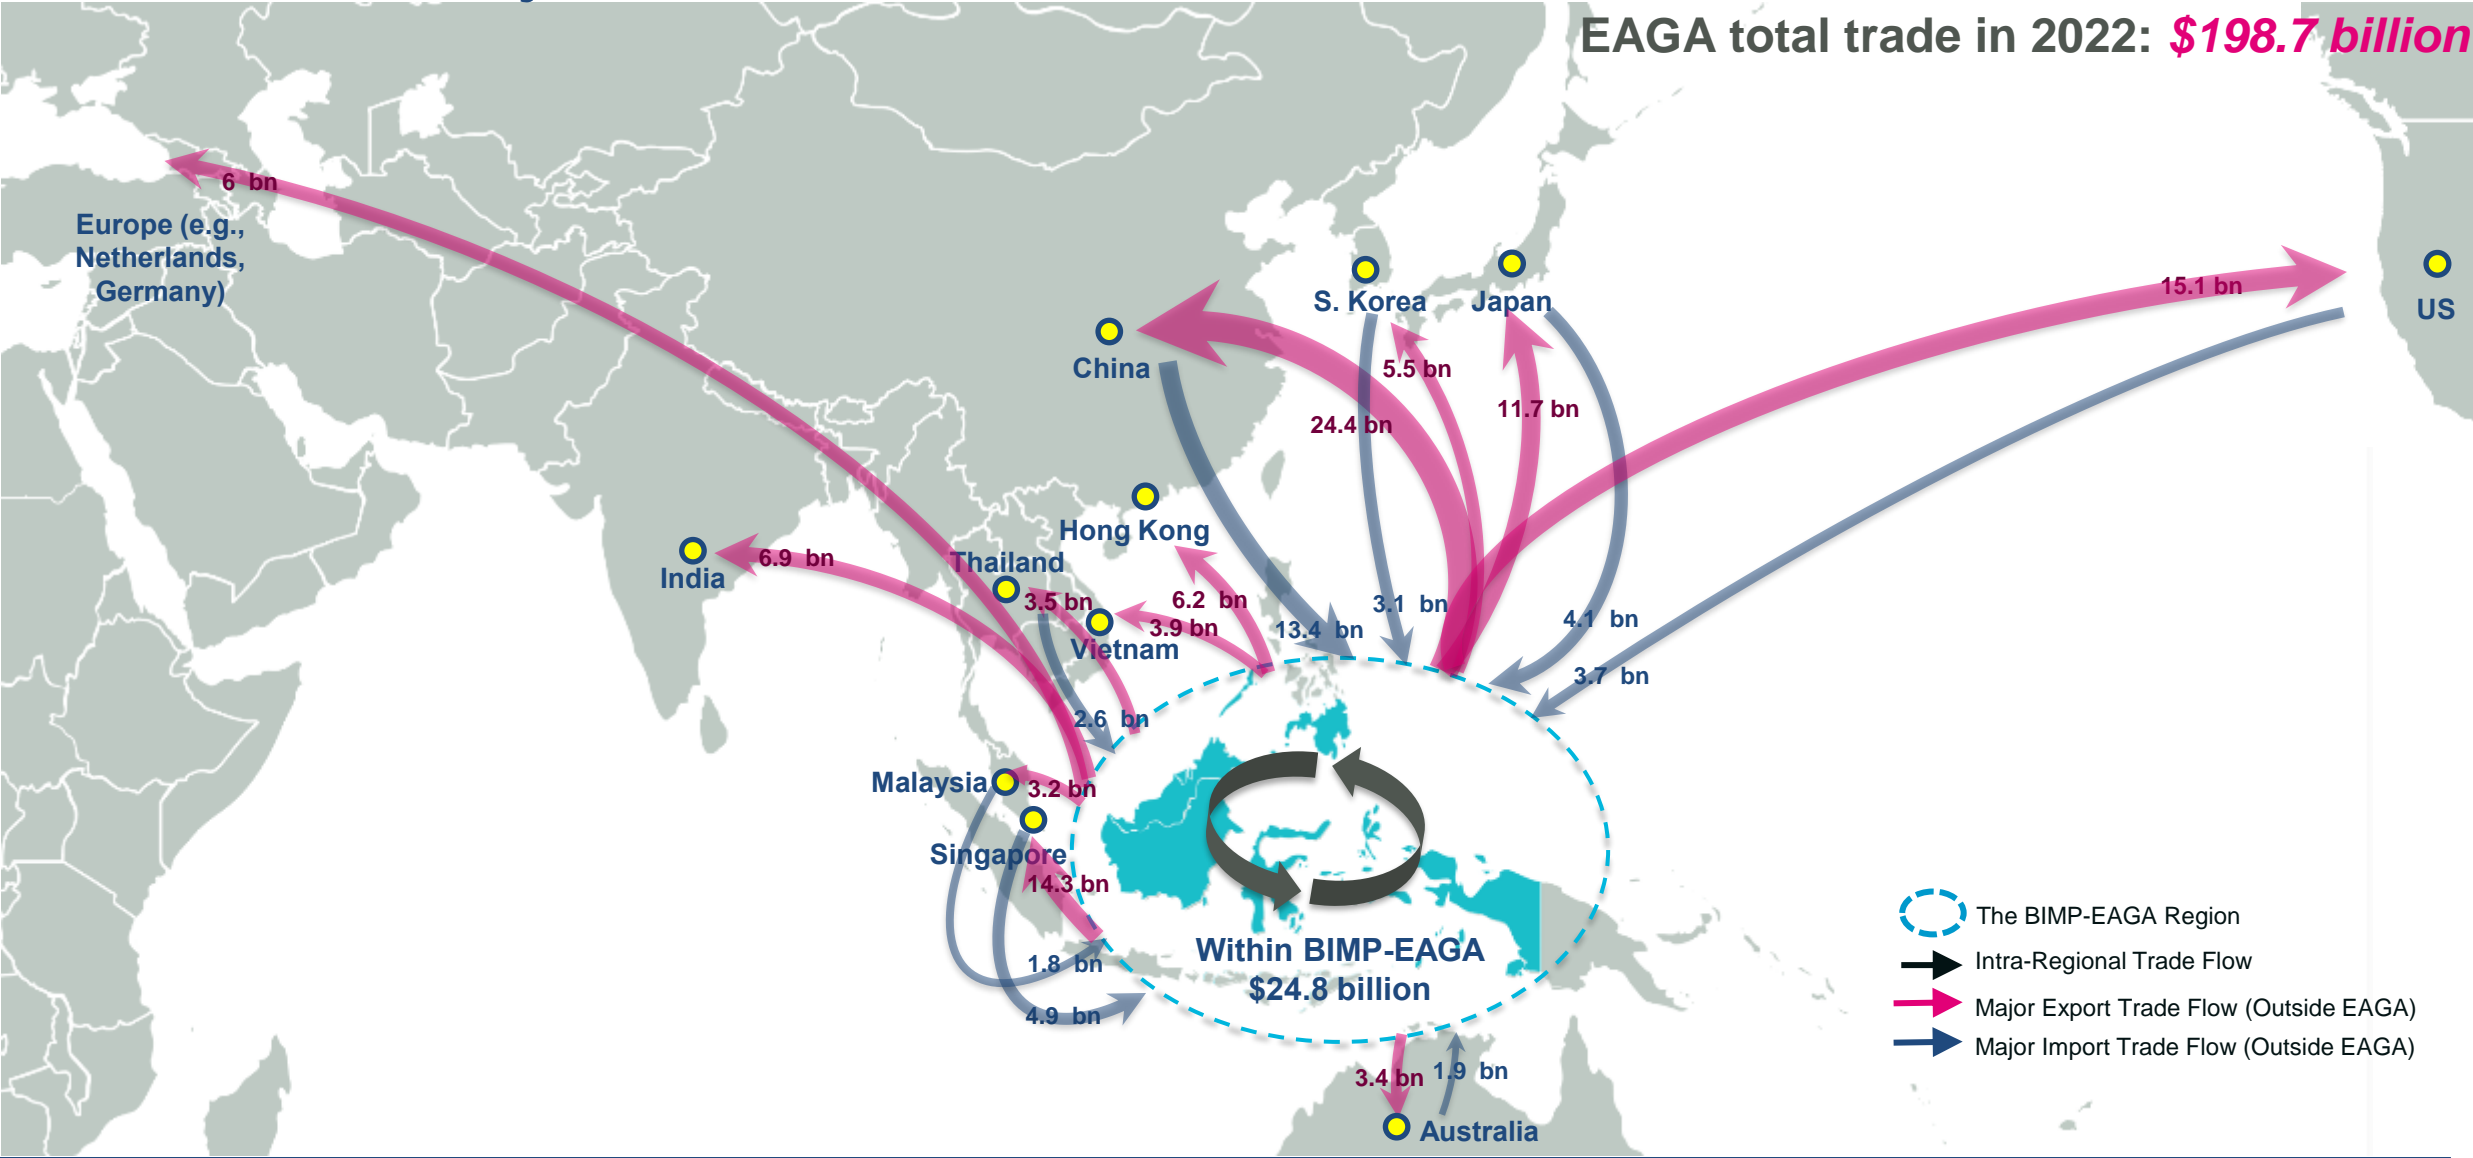 EAGA total trade in 2022: $198.7 billion
6 bn
Europe (e.g.,
Netherlands,
Germany)
S. Korea
Japan
15.1 bn
US
China
5.5 bn
11.7 bn
24.4 bn
Hong Kong
India
6.9 bn
Thailand
3.5 bn
6.2 bn
3.9 bn
Vietnam
13.4 bn
3.1 bn
4.1 bn
3.7 bn
2.6 bn
Malaysia
3.2 bn
Singapore
14.3 bn
1.8 bn
4.9 bn
Within BIMP-EAGA
$24.8 billion
3.4 bn
1.9 bn
Australia
The BIMP-EAGA Region
Intra-Regional Trade Flow
Major Export Trade Flow (Outside EAGA)
Major Import Trade Flow (Outside EAGA)